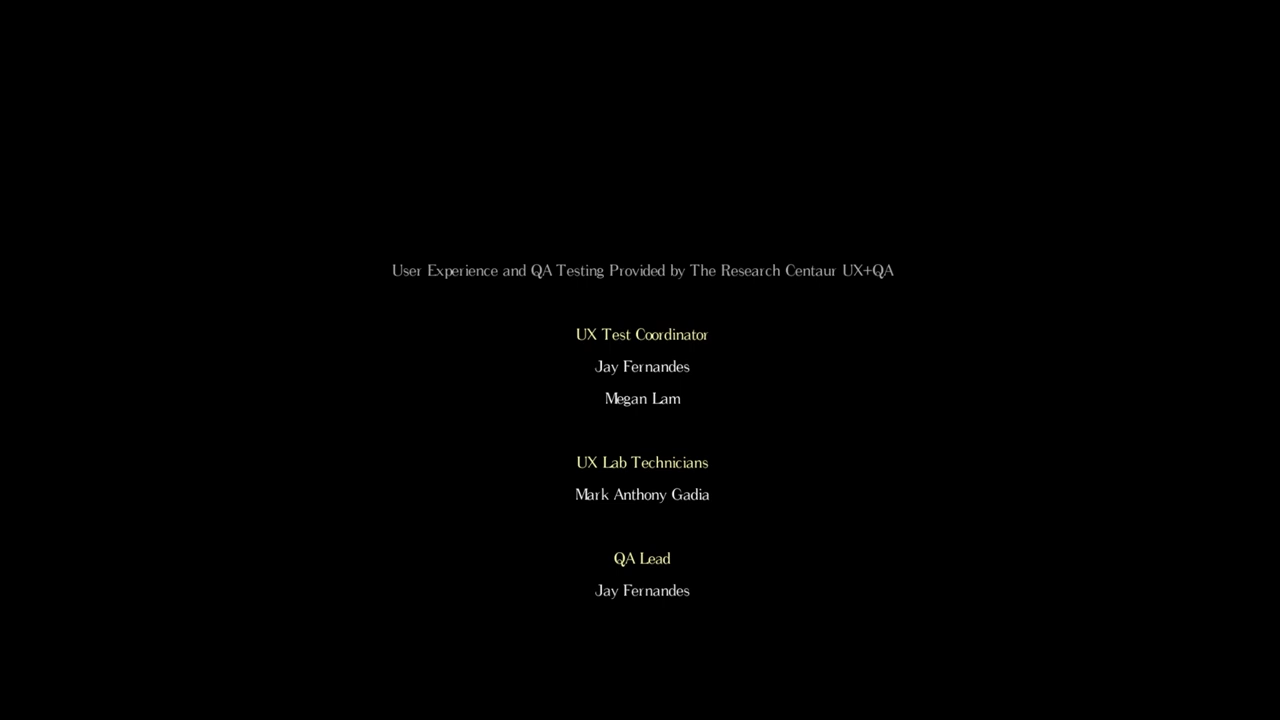 User Experience and QA Testing Provided by The Research Centaur UX+QA
UX Test Coordinator
Jay Fernandes
Megan Lam
UX Lab Technicians
Mark Anthony Gadia
QA Lead
Jay Fernandes